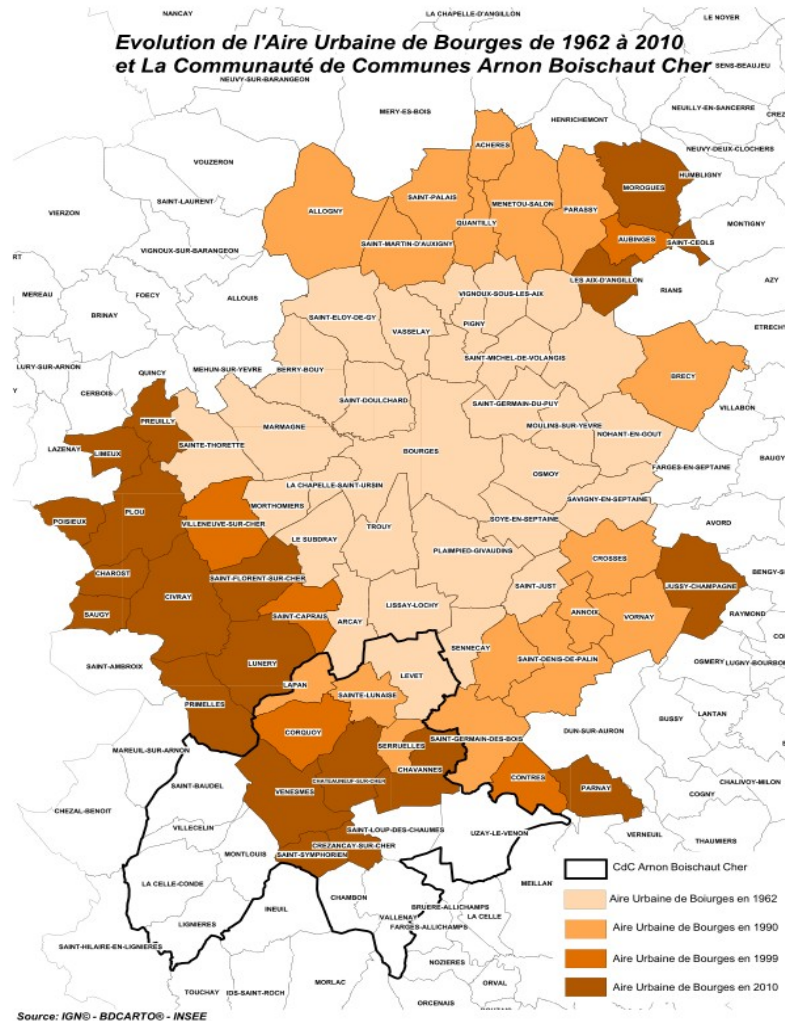 NANCAY
LA CHAPELLE-D'ANGILLON
LE NOYER
Evolution de l'Aire Urbaine de Bourges de 1962 à 2010
et La Communauté de Communes Arnon Boischaut Cher
SENS-BEAUJEU
NEUVY-SUR-BARANGEON
MERY-ES-BOIS
HENRICHEMONT
NEUILLY-EN-SANCERRE
ACHERES
NEUVY-DEUX-CLOCHERS
VOUZERON
HUMBLIGNY
MOROGUES
SAINT-LAURENT
SAINT-PALAIS
MENETOU-SALON
VIERZON
ALLOGNY
PARASSY
QUANTILLY
MONTIGNY
AUBINGES
SAINT-CEOLS
VIGNOUX-SUR-BARANGEON
SAINT-MARTIN-D'AUXIGNY
LES AIX-D'ANGILLON
AZY
RIANS
MEREAU
FOECY
ALLOUIS
VIGNOUX-SOUS-LES-AIX
BRINAY
SAINT-ELOY-DE-GY
PIGNY
VASSELAY
ETRECHY
SAINT-MICHEL-DE-VOLANGIS
LURY-SUR-ARNON
QUINCY
MEHUN-SUR-YEVRE
BERRY-BOUY
BRECY
CERBOIS
SAINT-DOULCHARD
SAINT-GERMAIN-DU-PUY
VILLABON
PREUILLY
MARMAGNE
MOULINS-SUR-YEVRE
NOHANT-EN-GOUT
LAZENAY
LIMEUX
SAINTE-THORETTE
BOURGES
BAUGY
FARGES-EN-SEPTAINE
OSMOY
LA CHAPELLE-SAINT-URSIN
SAVIGNY-EN-SEPTAINE
MORTHOMIERS
POISIEUX
PLOU
VILLENEUVE-SUR-CHER
TROUY
SOYE-EN-SEPTAINE
AVORD
LE SUBDRAY
PLAIMPIED-GIVAUDINS
CROSSES
CHAROST
SAINT-FLORENT-SUR-CHER
SAINT-JUST
JUSSY-CHAMPAGNE
CIVRAY
LISSAY-LOCHY
ANNOIX
RAYMOND
SAUGY
SAINT-CAPRAIS
ARCAY
VORNAY
SENNECAY
SAINT-DENIS-DE-PALIN
SAINT-AMBROIX
LUNERY
LEVET
OSMERY
LAPAN
SAINTE-LUNAISE
PRIMELLES
LANTAN
BUSSY
CORQUOY
SAINT-GERMAIN-DES-BOIS
DUN-SUR-AURON
MAREUIL-SUR-ARNON
SERRUELLES
CHAVANNES
CONTRES
CHALIVOY-MILON
SAINT-BAUDEL
VENESMES
CHATEAUNEUF-SUR-CHER
PARNAY
COGNY
CHEZAL-BENOIT
VILLECELIN
SAINT-LOUP-DES-CHAUMES
UZAY-LE-VENON
VERNEUIL
THAUMIERS
MONTLOUIS
CREZANCAY-SUR-CHER
SAINT-SYMPHORIEN
LA CELLE-CONDE
MEILLAN
CHAMBON
LIGNIERES
INEUIL
BRUERE-ALLICHAMPS
VALLENAY
LA CELLE
FARGES-ALLICHAMPS
SAINT-HILAIRE-EN-LIGNIERES
NOZIERES
MORLAC
ORVAL
TOUCHAY
IDS-SAINT-ROCH
ORCENAIS
CdC Arnon Boischaut Cher
Aire Urbaine de Boiurges en 1962
Aire Urbaine de Bourges en 1990
Aire Urbaine de Bourges en 1999
Aire Urbaine de Bourges en 2010
Source: IGN© - BDCARTO® - INSEE